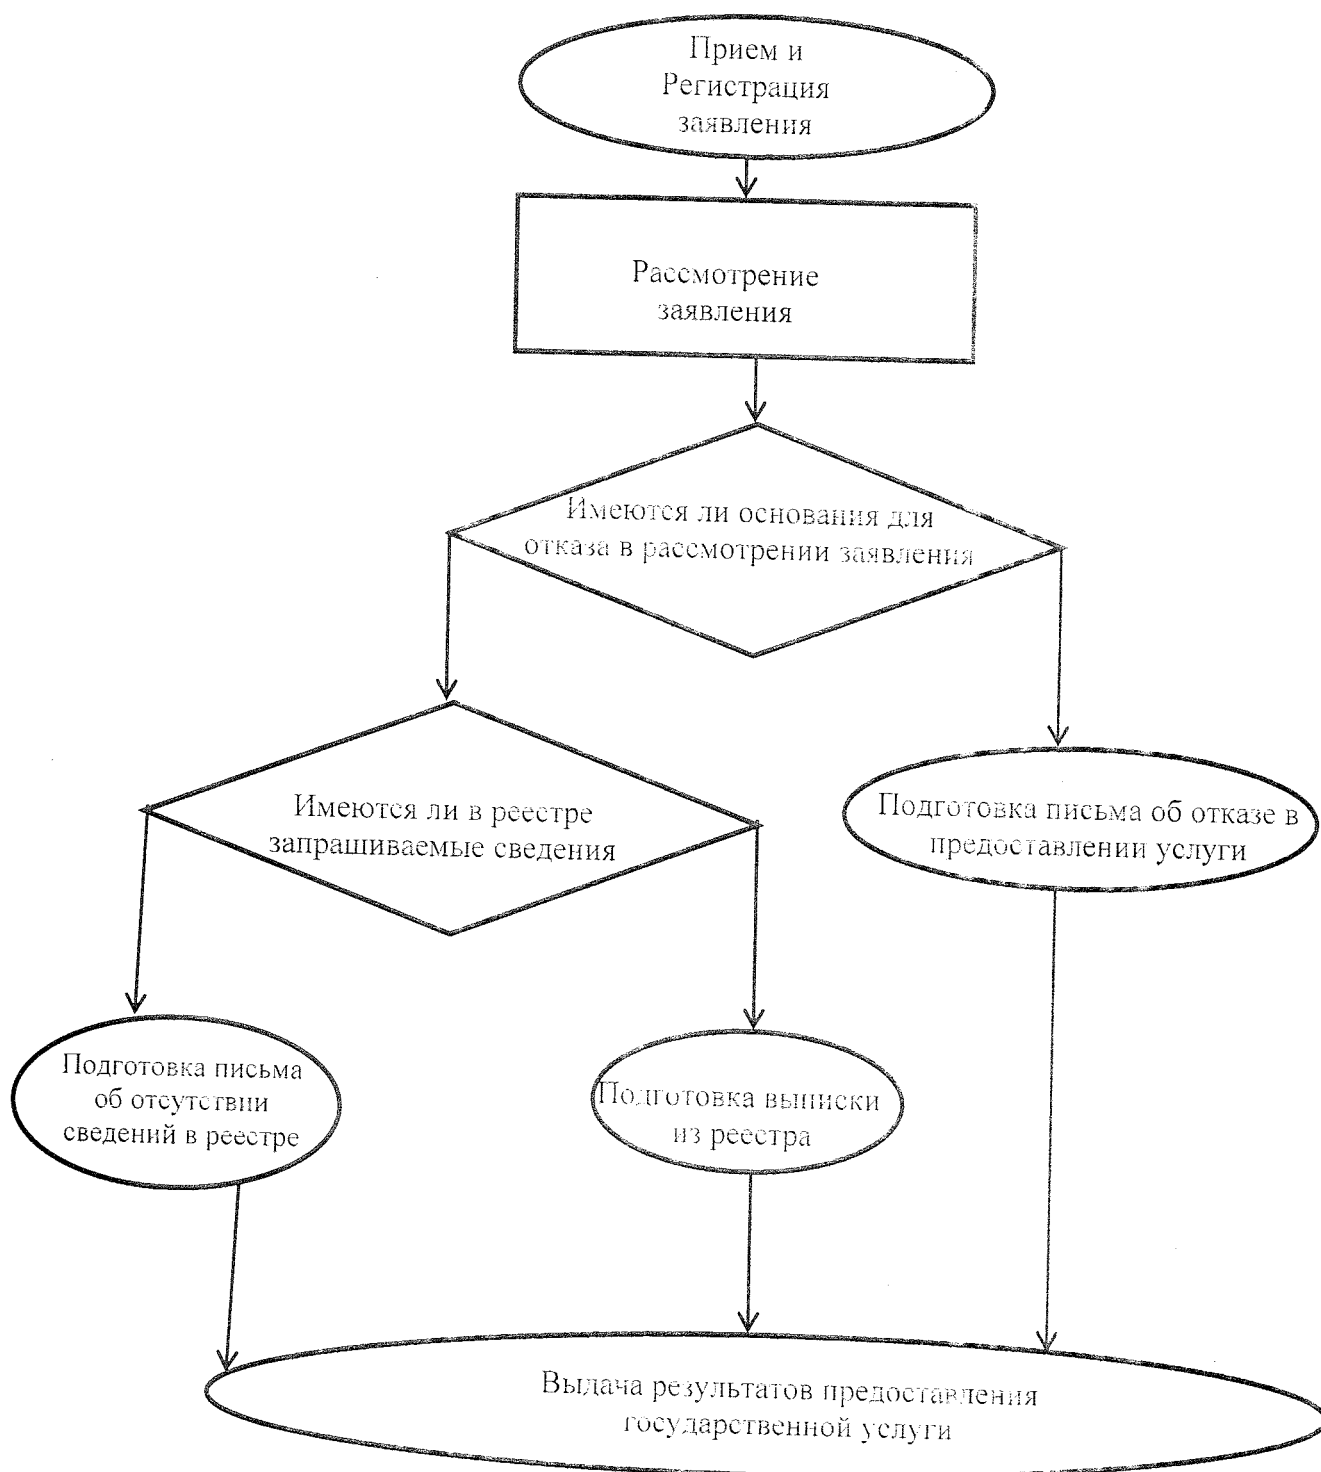 Прием и
Регистрация
заявления
Рассмотрение
заявления
Имеются ли основания для
отказа в рассмотрении заявления
Имеются ли в реестре
запрашиваемые сведения
Подготовка письма об отказе в
предоставлении услуги
Подготовка письма
об отсутствии
сведений в реестре
Подготовка выписки
из реестра
Выдача результатов предоставления
государственной услуги